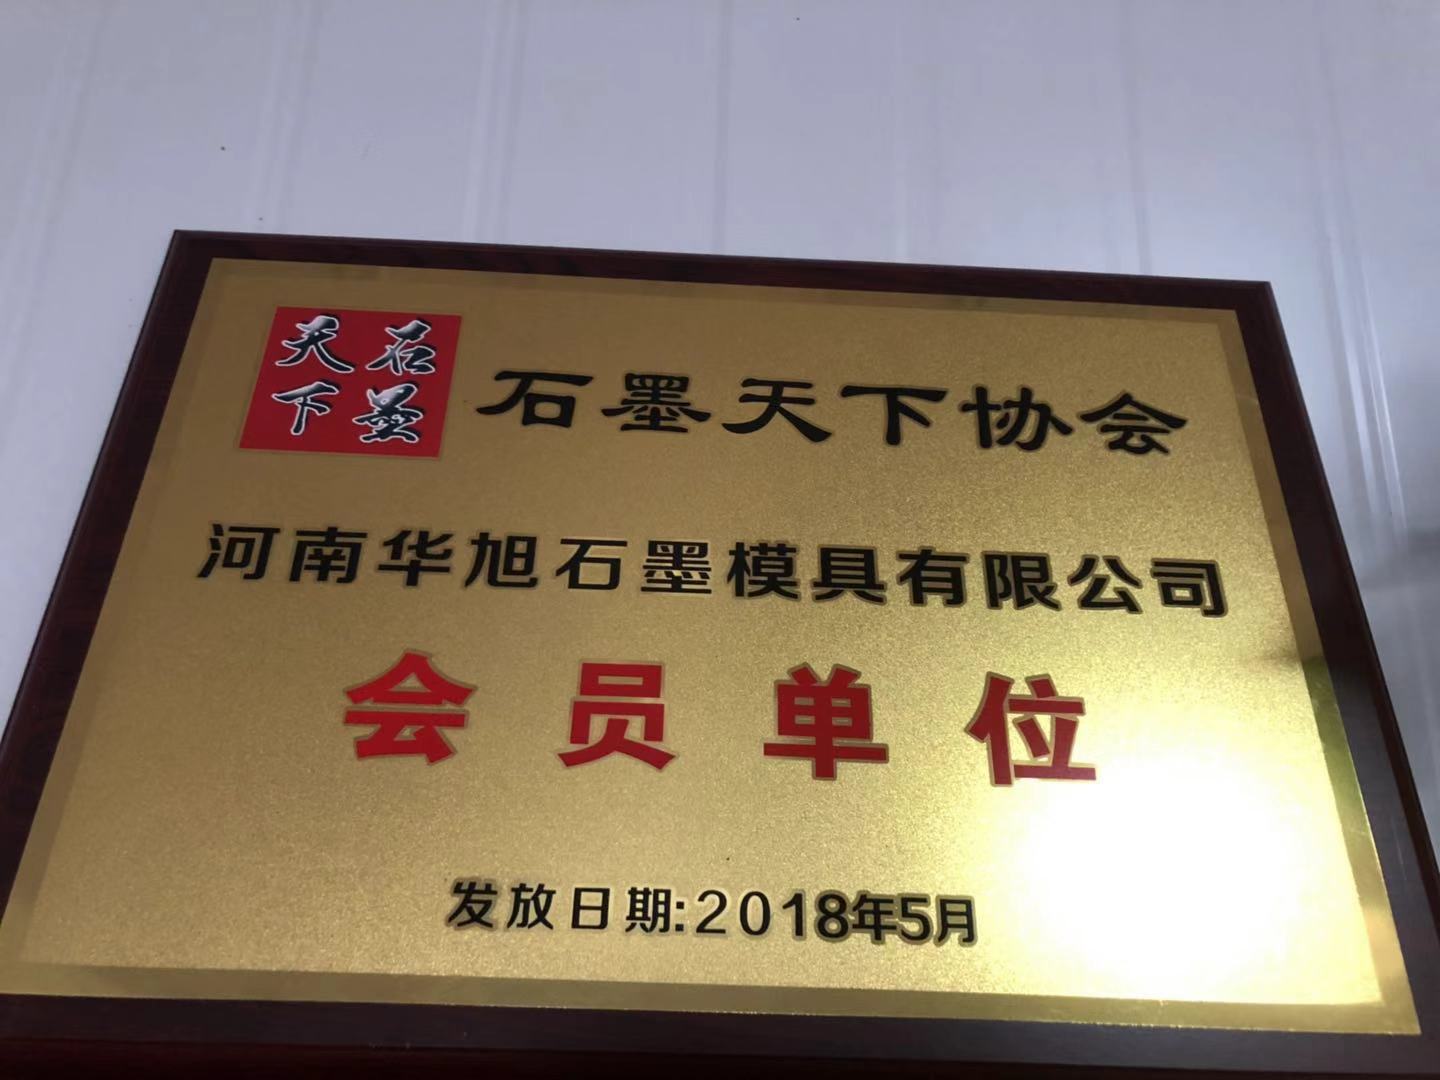 石墨
天下
石墨天下协会
河南华旭石墨模具有限公司
会员单位
发放日期:2018年5月